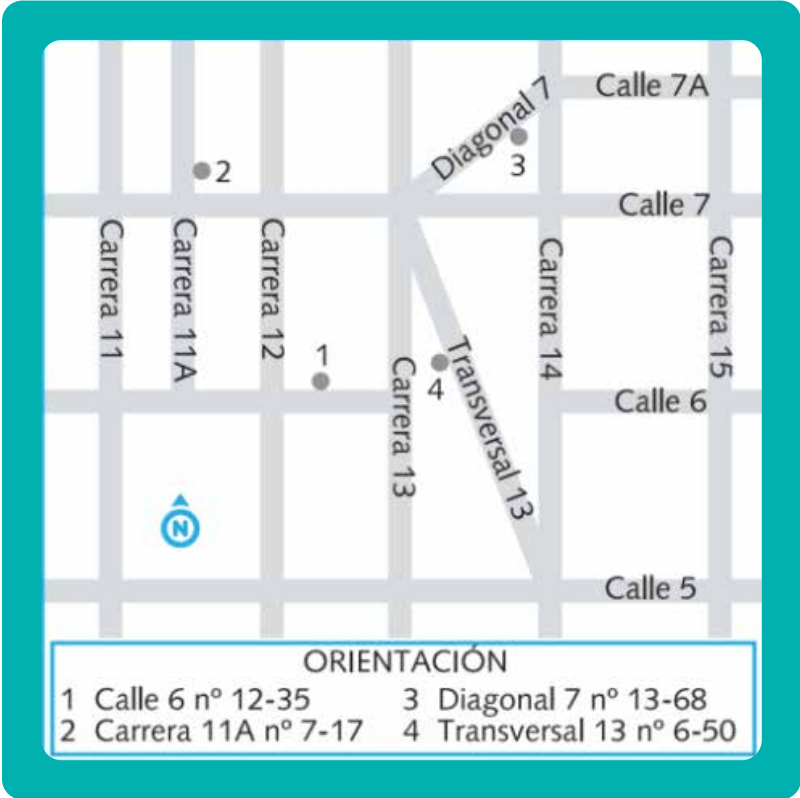 Calle 7A
Diagonal 7
3
2
Calle 7
Carrera 11
Carrera 11A
Carrera 12
Carrera 14
Carrera 15
1
Carrera 13
4
Transversal 13
Calle 6
N
Calle 5
ORIENTACIÓN
1 Calle 6 nº 12-35
2 Carrera 11A nº 7-17
3 Diagonal 7 nº 13-68
4 Transversal 13 nº 6-50